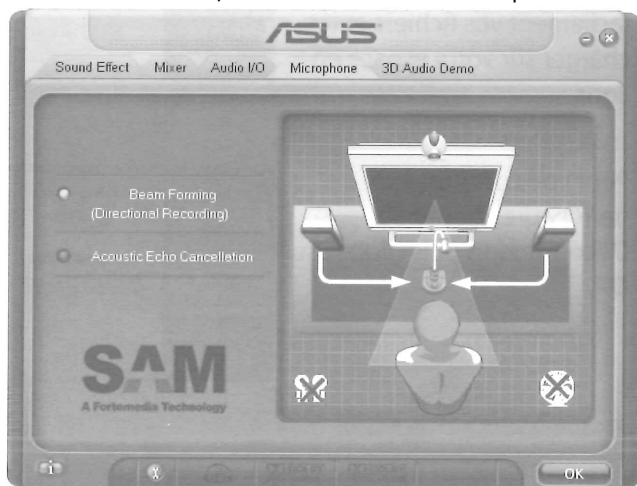 ASUS
Sound Effect Mixer Audio I/O Microphone 3D Audio Demo
Beam Forming
(Directional Recording)
Acoustic Echo Cancellation
SAM
A Fortemedia Technology
i
OK